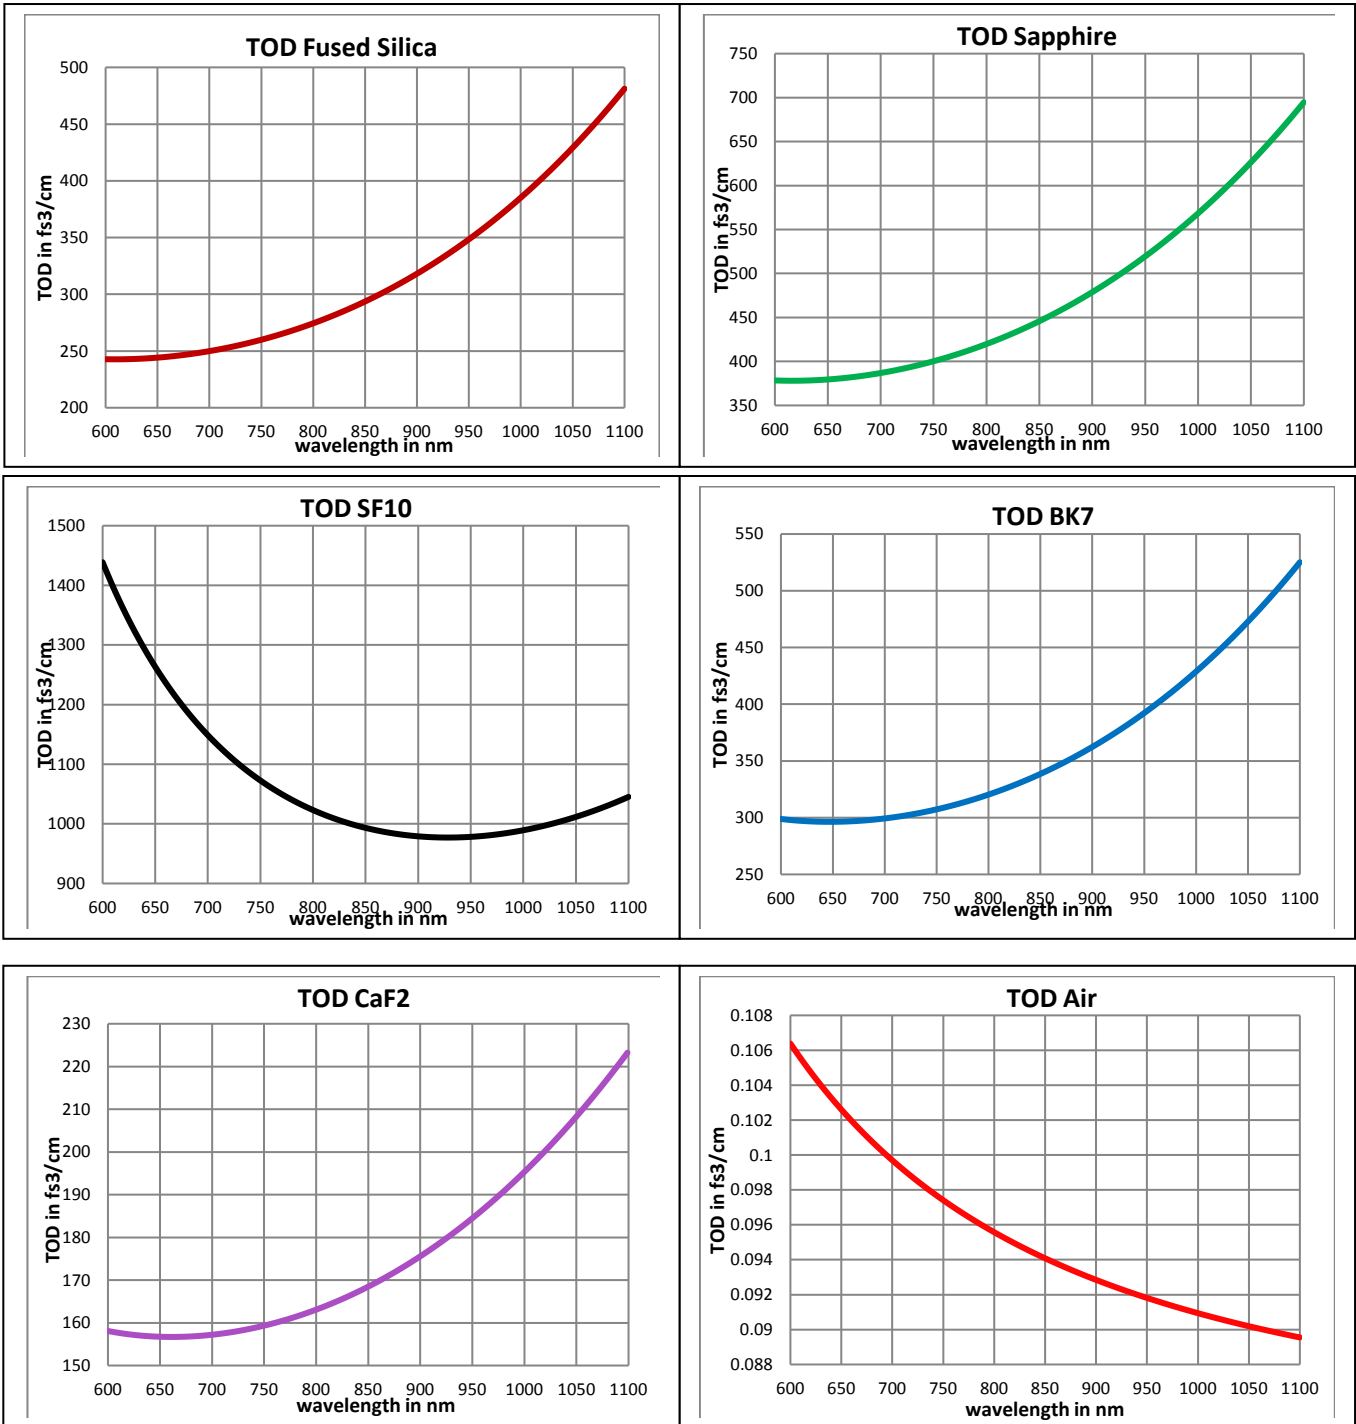 TOD Fused Silica
500
450
400
350
300
250
200
TOD in fs3/cm
600 650 700 750 800 850 900 950 1000 1050 1100
wavelength in nm
TOD Sapphire
750
700
650
600
550
500
450
400
350
TOD in fs3/cm
600 650 700 750 800 850 900 950 1000 1050 1100
wavelength in nm
TOD SF10
1500
1400
1300
1200
1100
1000
900
TOD in fs3/cm
600 650 700 750 800 850 900 950 1000 1050 1100
wavelength in nm
TOD BK7
550
500
450
400
350
300
250
TOD in fs3/cm
600 650 700 750 800 850 900 950 1000 1050 1100
wavelength in nm
TOD CaF2
230
220
210
200
190
180
170
160
150
TOD in fs3/cm
600 650 700 750 800 850 900 950 1000 1050 1100
wavelength in nm
TOD Air
0.108
0.106
0.104
0.102
0.1
0.098
0.096
0.094
0.092
0.09
0.088
TOD in fs3/cm
600 650 700 750 800 850 900 950 1000 1050 1100
wavelength in nm